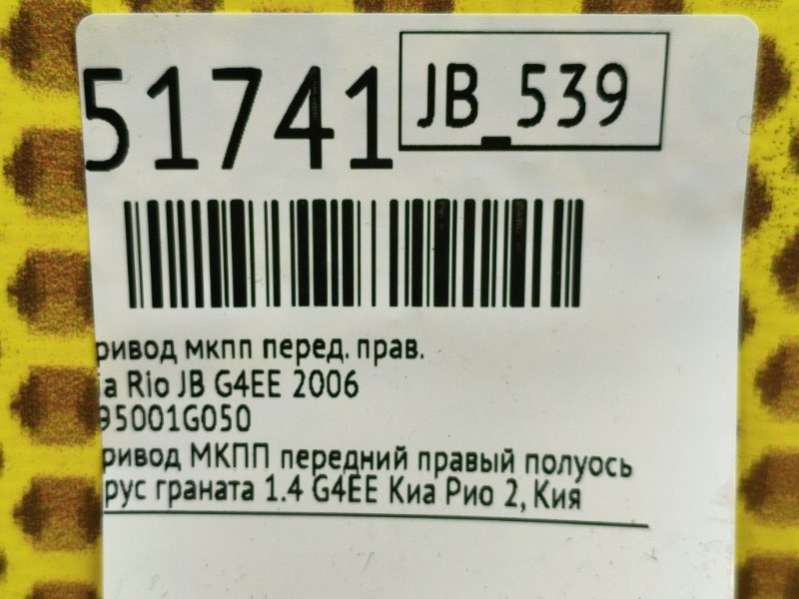 51741
JB_539
ривод мкпп перед. прав.
ia Rio JB G4EE 2006
95001G050
ривод МКПП передний правый полуось
рус граната 1.4 G4EE Киа Рио 2, Кия